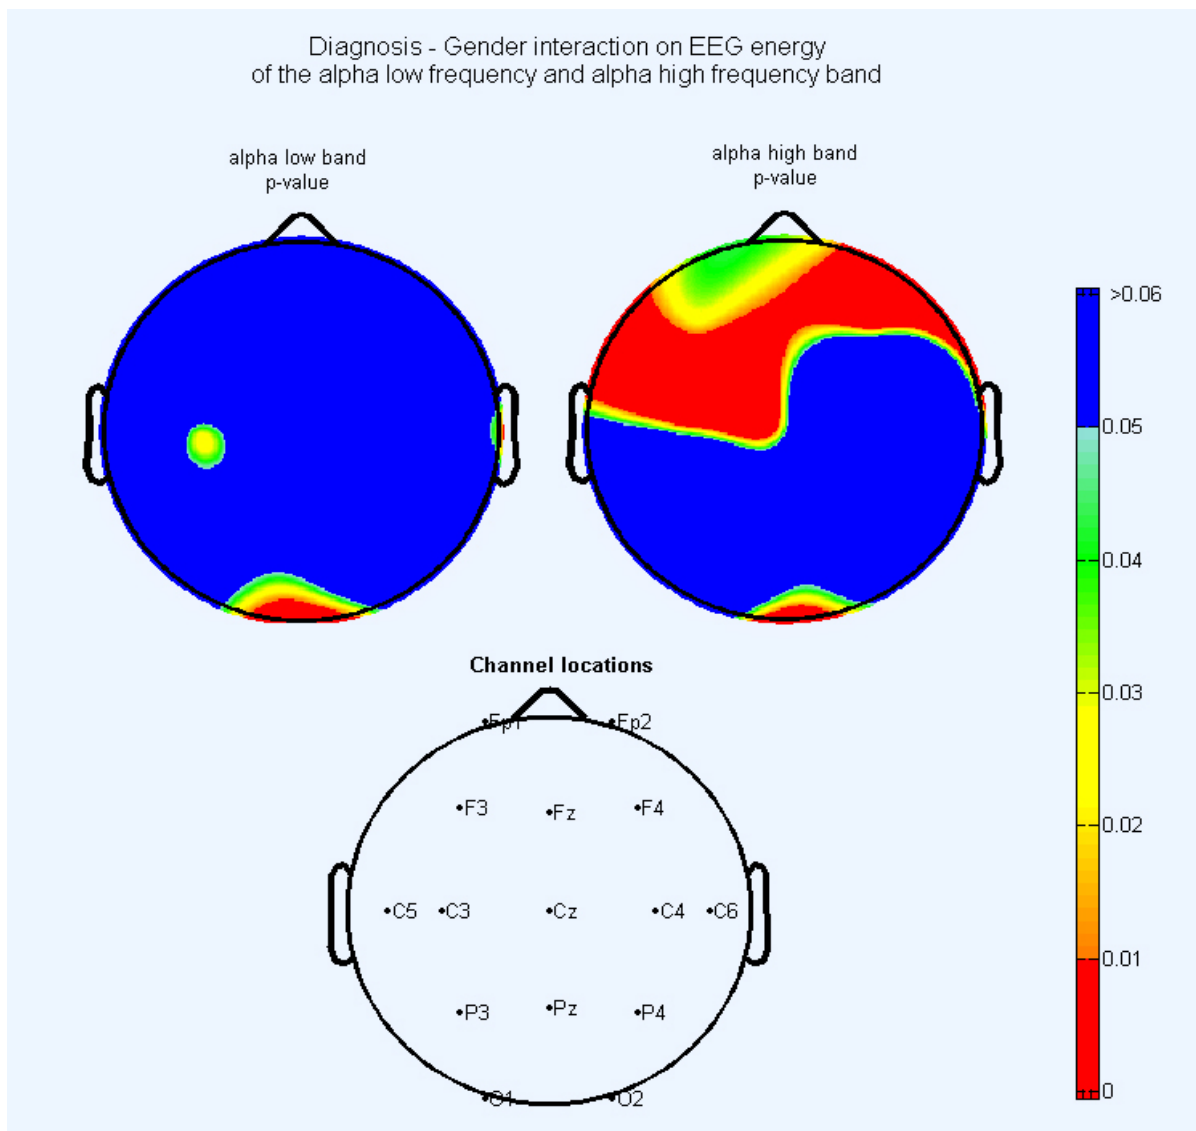 Diagnosis - Gender interaction on EEG energy
of the alpha low frequency and alpha high frequency band
alpha low band
p-value
alpha high band
p-value
>0.06
0.05
0.04
0.03
0.02
0.01
0
Channel locations
Fp1 Fp2
F3 Fz F4
C5 C3 Cz C4 C6
P3 Pz P4
O1 O2